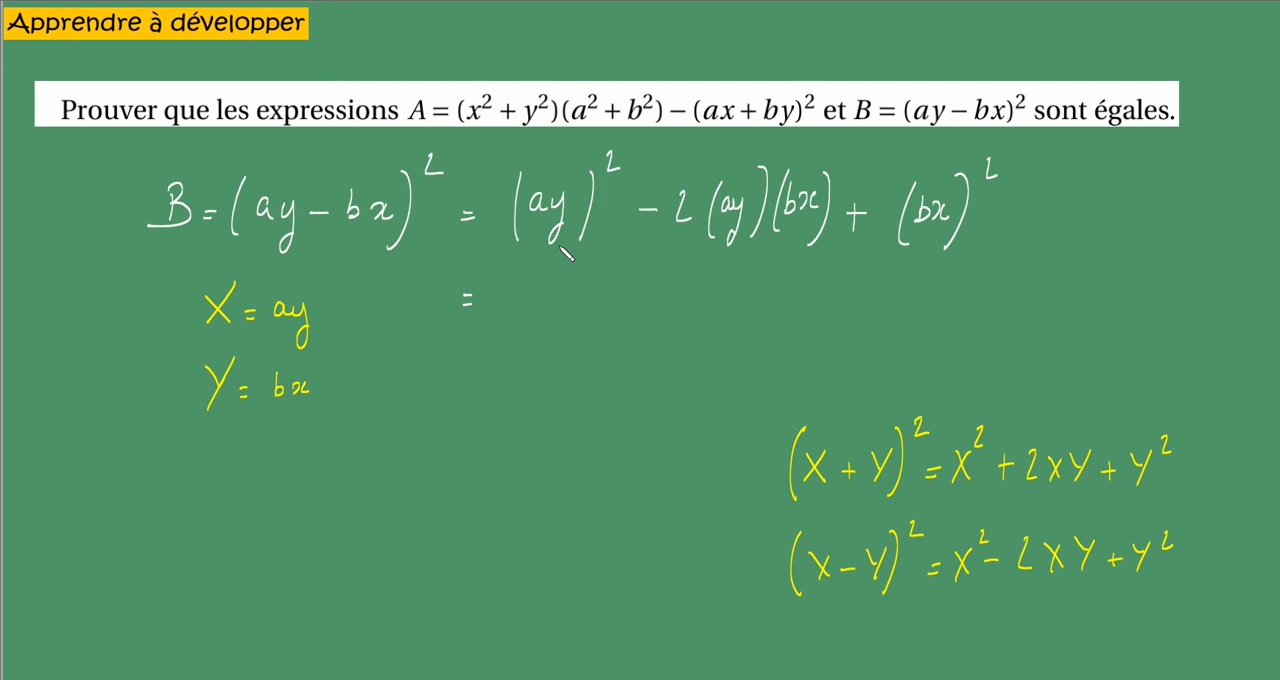 Apprendre à développer
Prouver que les expressions A = (x² + y²)(a² + b²) − (ax + by)² et B = (ay − bx)² sont égales.
B = (ay − bx)² = (ay)² − 2(ay)(bx) + (bx)²
X = ay =
Y = bx
(X + Y)² = X² + 2XY + Y²
(X − Y)² = X² − 2XY + Y²